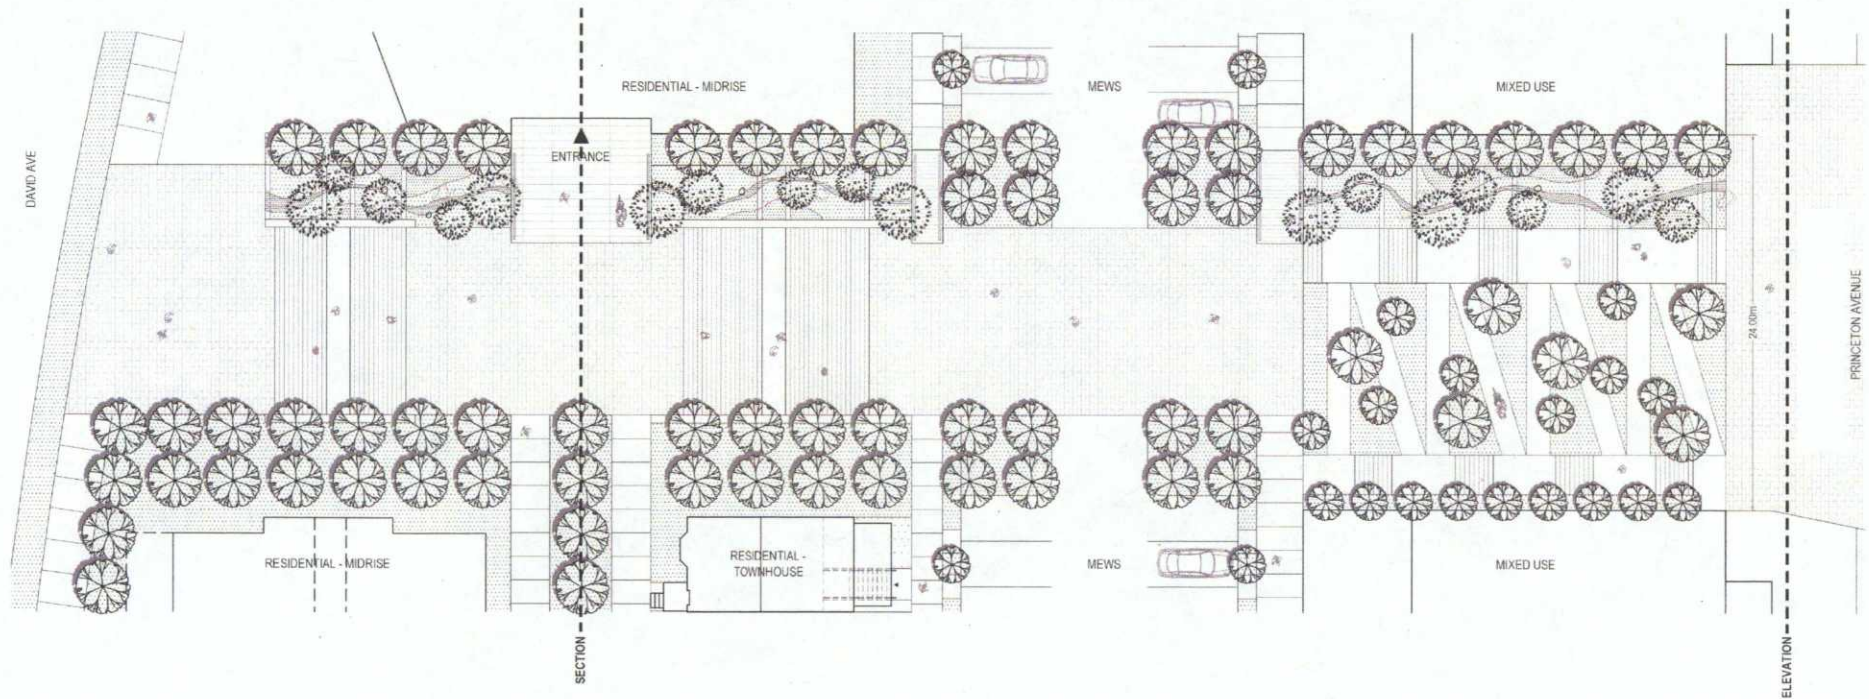 RESIDENTIAL - MIDRISE
MEWS
MIXED USE
DAVID AVE
ENTRANCE
24.00m
PRINCETON AVENUE
RESIDENTIAL - MIDRISE
RESIDENTIAL -
TOWNHOUSE
MEWS
MIXED USE
SECTION
ELEVATION